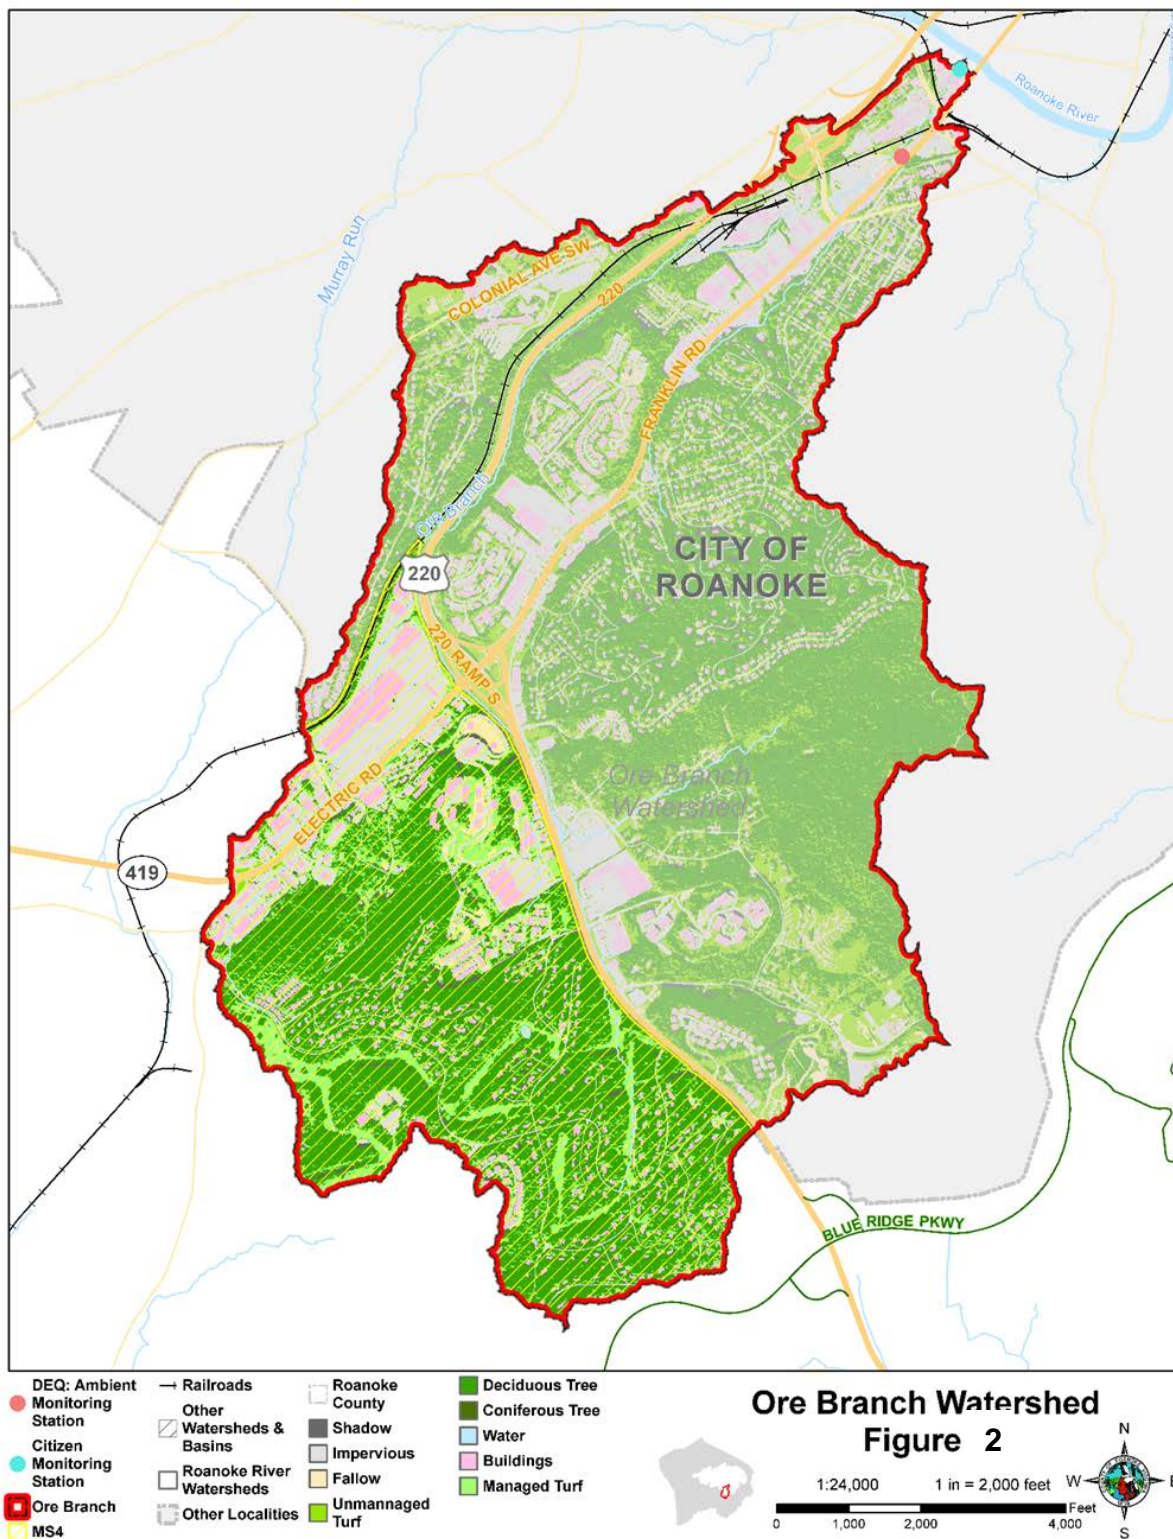 Roanoke River
Murray Run
COLONIAL AVE SW
220
FRANKLIN RD
Ore Branch
CITY OF
ROANOKE
220
220 RAMP S
Ore Branch
Watershed
ELECTRIC RD
419
BLUE RIDGE PKWY
DEQ: Ambient
Monitoring
Station
Citizen
Monitoring
Station
Ore Branch
MS4
Railroads
Other
Watersheds &
Basins
Roanoke River
Watersheds
Other Localities
Roanoke
County
Shadow
Impervious
Fallow
Unmannaged
Turf
Deciduous Tree
Coniferous Tree
Water
Buildings
Managed Turf
Ore Branch Watershed
Figure 2
1:24,000 1 in = 2,000 feet
Feet
0 1,000 2,000 4,000
N
W E
S